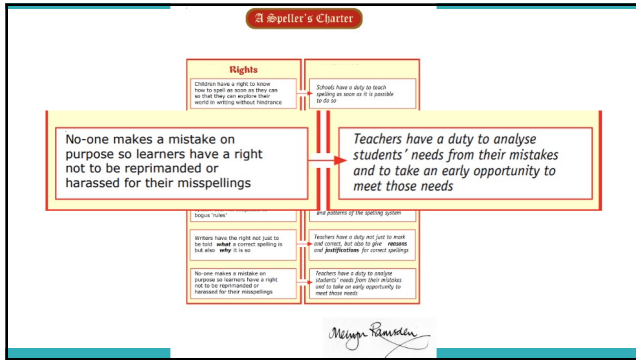 A Speller's Charter
Rights
Children have a right to know
how to spell as soon as they can
so that they can explore their
world in writing without hindrance
Schools have a duty to teach
spelling as soon as it is possible
to do so
No-one makes a mistake on
purpose so learners have a right
not to be reprimanded or
harassed for their misspellings
Teachers have a duty to analyse
students' needs from their mistakes
and to take an early opportunity to
meet those needs
bogus 'rules'
and patterns of the spelling system
Writers have the right not just to
be told what a correct spelling is
but also why it is so
Teachers have a duty not just to mark
and correct, but also to give reasons
and justifications for correct spellings
No-one makes a mistake on
purpose so learners have a right
not to be reprimanded or
harassed for their misspellings
Teachers have a duty to analyse
students' needs from their mistakes
and to take an early opportunity to
meet those needs
Melvyn Ramsden